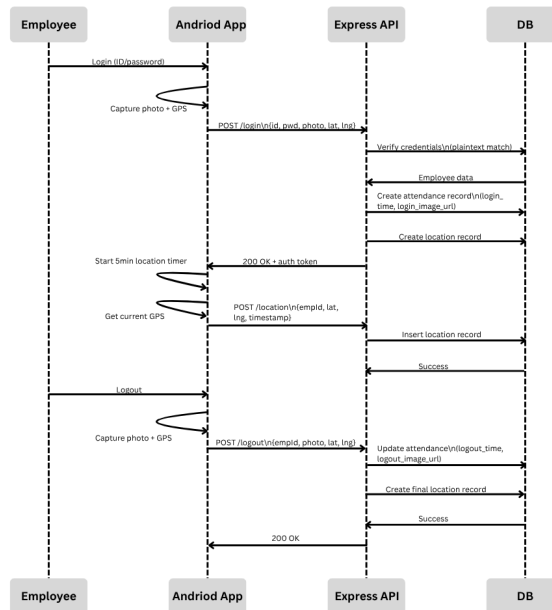 Employee
Andriod App
Express API
DB
Login (ID/password)
Capture photo + GPS
POST /login\n{id, pwd, photo, lat, lng}
Verify credentials\n(plaintext match)
Employee data
Create attendance record\n(login_
time, login_image_url)
Create location record
200 OK + auth token
Start 5min location timer
Get current GPS
POST /location\n{empId, lat,
lng, timestamp}
Insert location record
Success
Logout
Capture photo + GPS
POST /logout\n{empId, photo, lat, lng}
Update attendance\n(logout_time,
logout_image_url)
Create final location record
Success
200 OK
Employee
Andriod App
Express API
DB